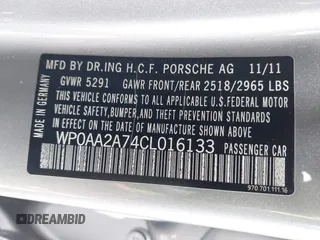 MFD BY DR.ING H.C.F. PORSCHE AG 11/11
GVWR 5291 GAWR FRONT/REAR 2518/2965 LBS
THIS VEHICLE CONFORMS TO ALL APPLICABLE
U.S.FEDERAL MOTOR
VEHICLE SAFETY,BUMPER,AND THEFT
PREVENTION STANDARDS IN EFFECT ON THE
DATE OF MANUFACTURE SHOWN ABOVE.
WP0AA2A74CL016133 PASSENGER CAR
MADE IN GERMANY
970.701.111.16
DREAMBID